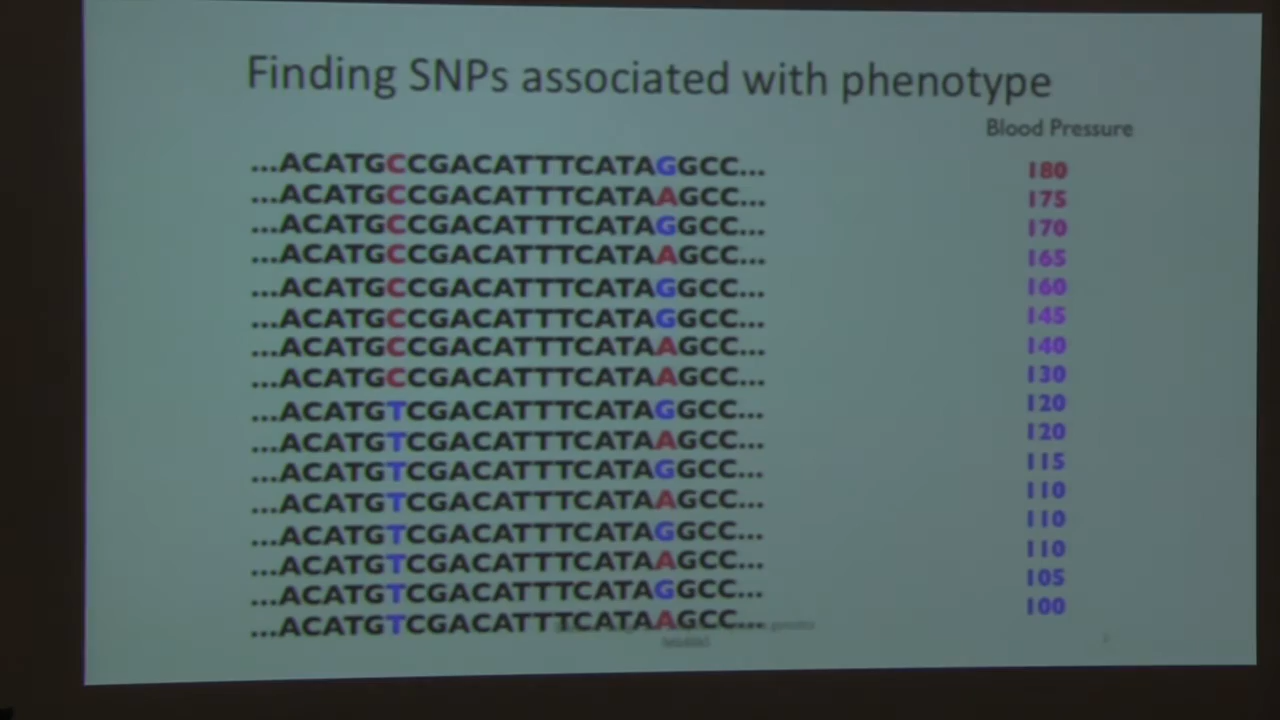 Finding SNPs associated with phenotype
Blood Pressure
...ACATGCCGACATTTCATAGGCC... 180
...ACATGCCGACATTTCATAAGCC... 175
...ACATGCCGACATTTCATAGGCC... 170
...ACATGCCGACATTTCATAAGCC... 165
...ACATGCCGACATTTCATAGGCC... 160
...ACATGCCGACATTTCATAGGCC... 145
...ACATGCCGACATTTCATAAGCC... 140
...ACATGCCGACATTTCATAAGCC... 130
...ACATGTCGACATTTCATAGGCC... 120
...ACATGTCGACATTTCATAAGCC... 120
...ACATGTCGACATTTCATAGGCC... 115
...ACATGTCGACATTTCATAAGCC... 110
...ACATGTCGACATTTCATAGGCC... 110
...ACATGTCGACATTTCATAAGCC... 110
...ACATGTCGACATTTCATAGGCC... 105
...ACATGTCGACATTTCATAAGCC... 100